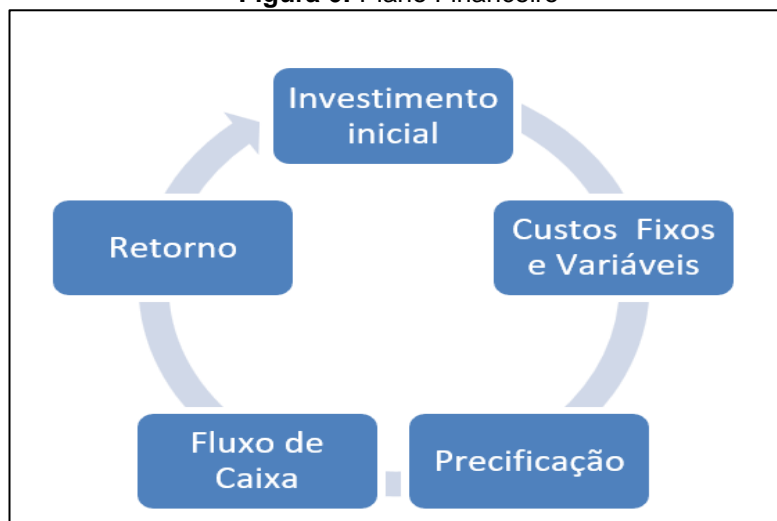 Plano Financeiro
Investimento
inicial
Custos Fixos
e Variáveis
Precificação
Fluxo de
Caixa
Retorno